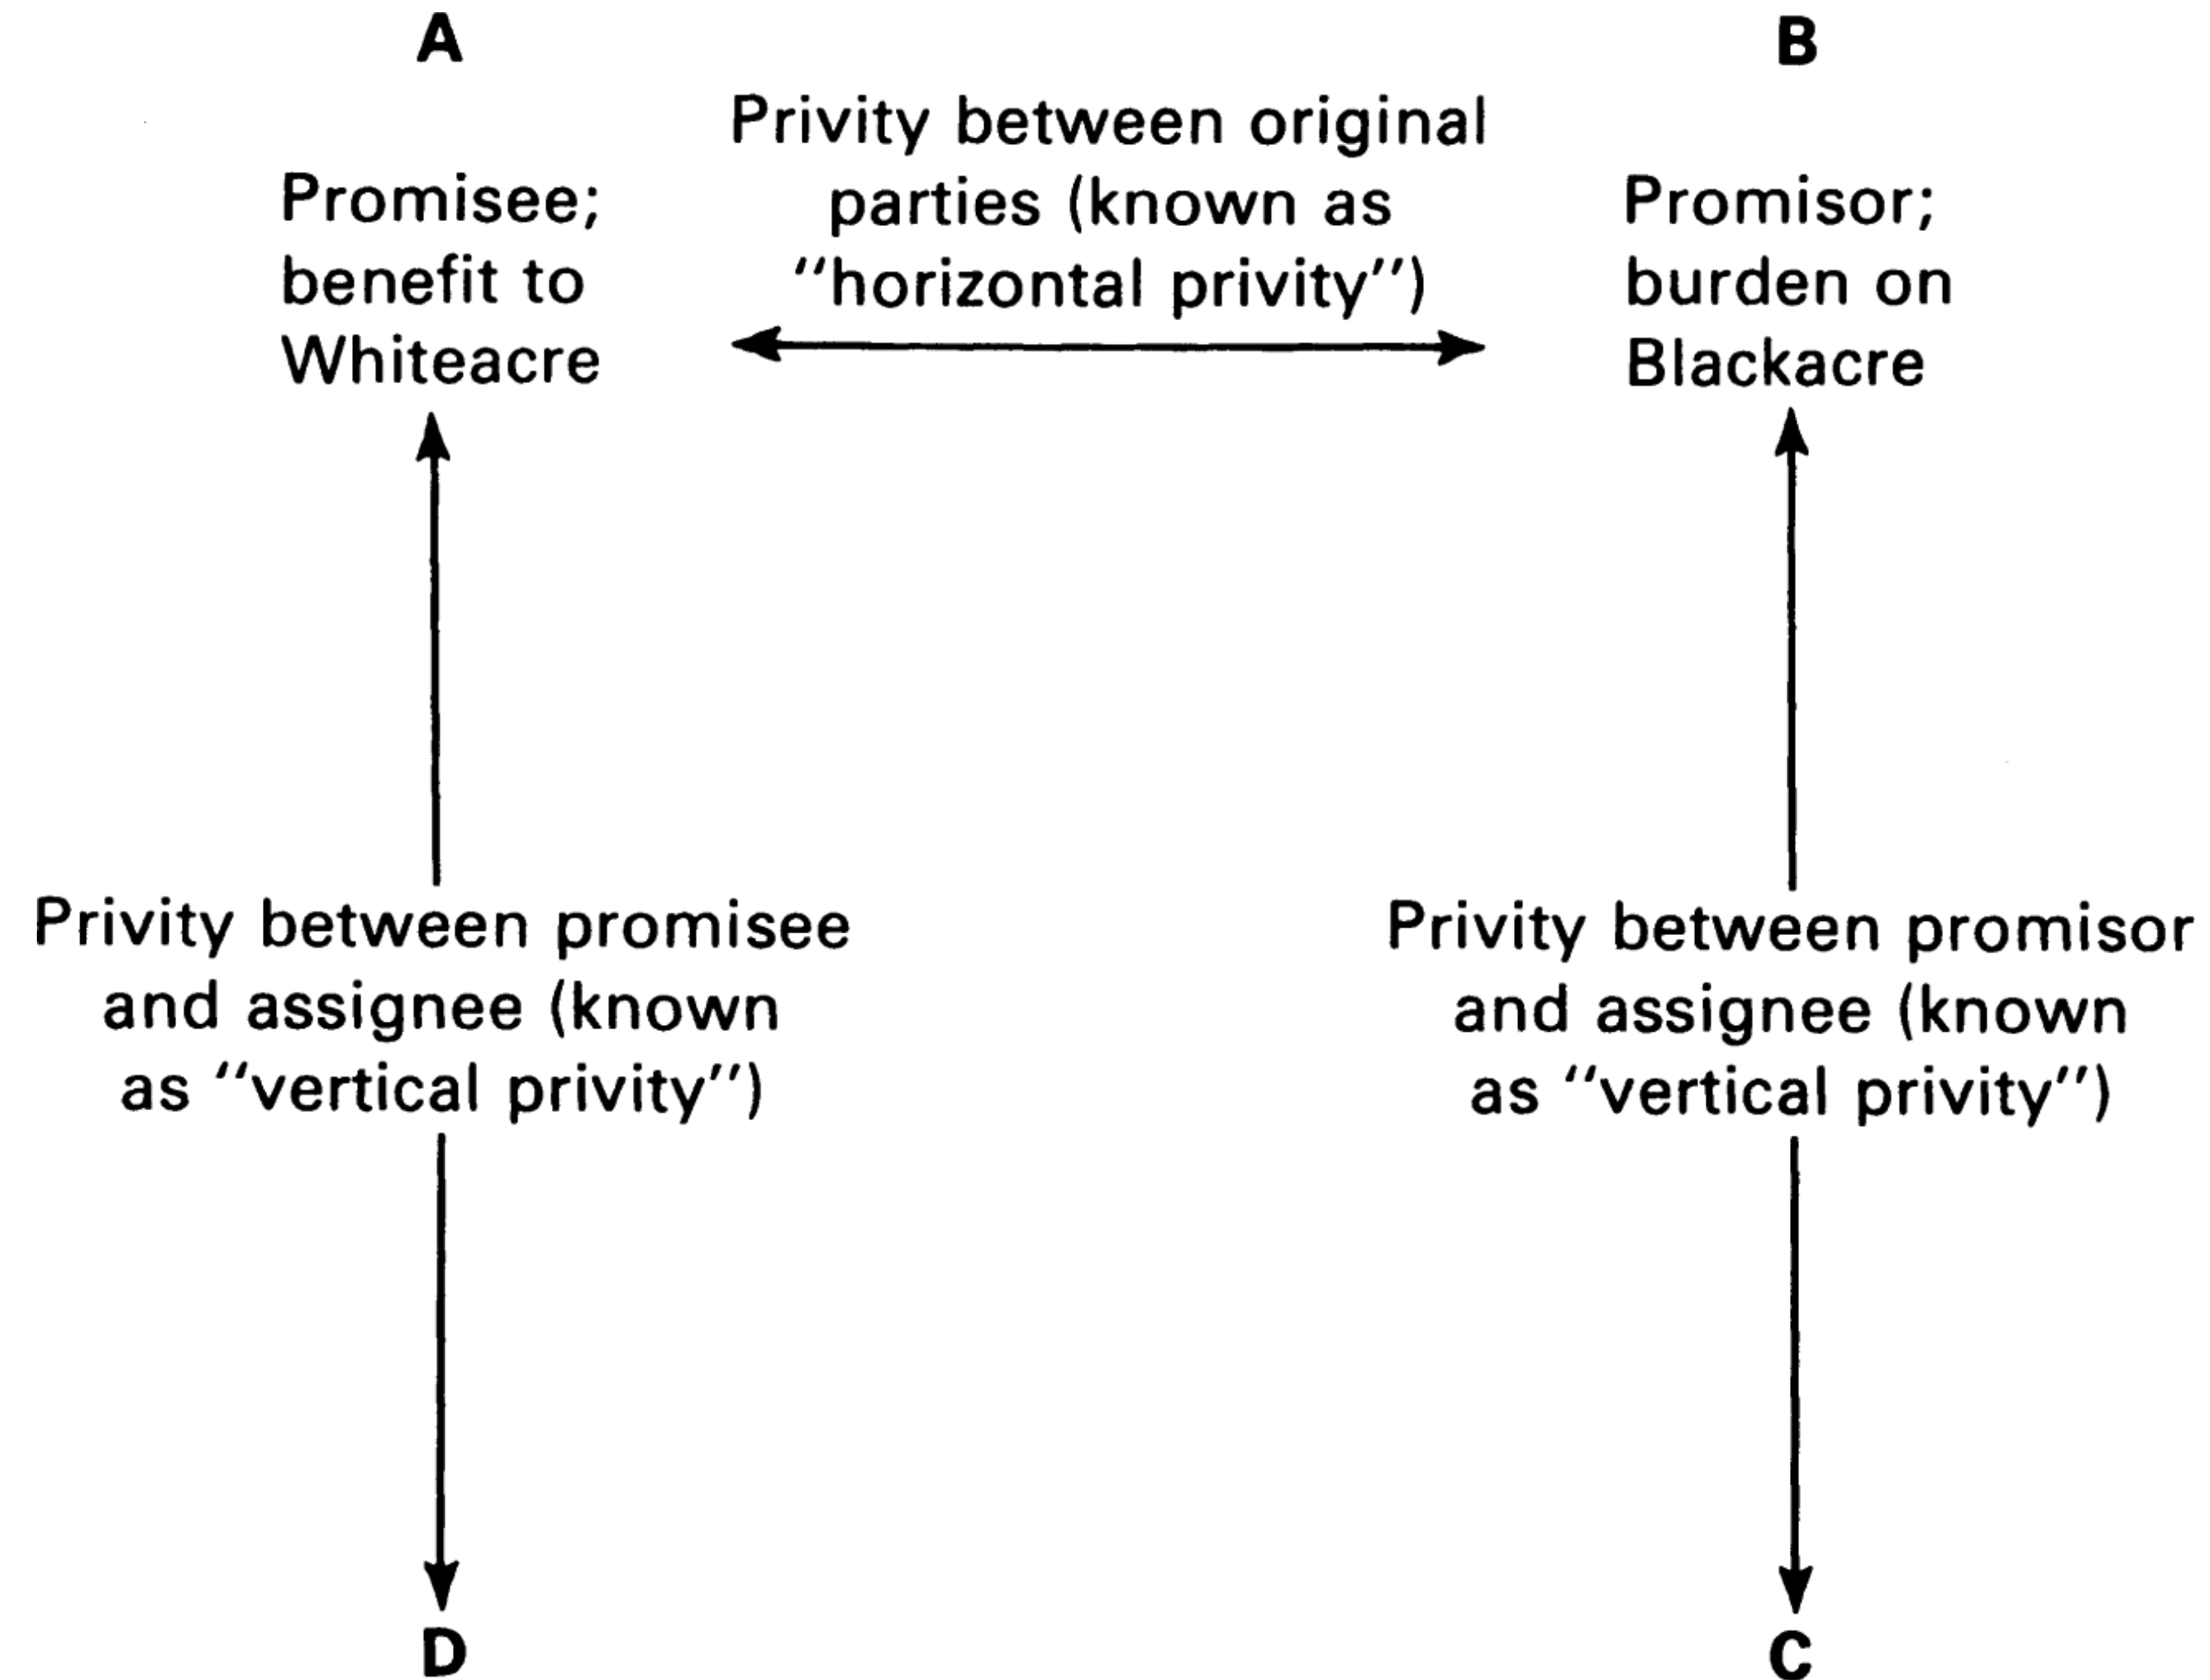 A
B
Privity between original
parties (known as
"horizontal privity")
Promisee;
benefit to
Whiteacre
Promisor;
burden on
Blackacre
Privity between promisee
and assignee (known
as "vertical privity")
Privity between promisor
and assignee (known
as "vertical privity")
D
C